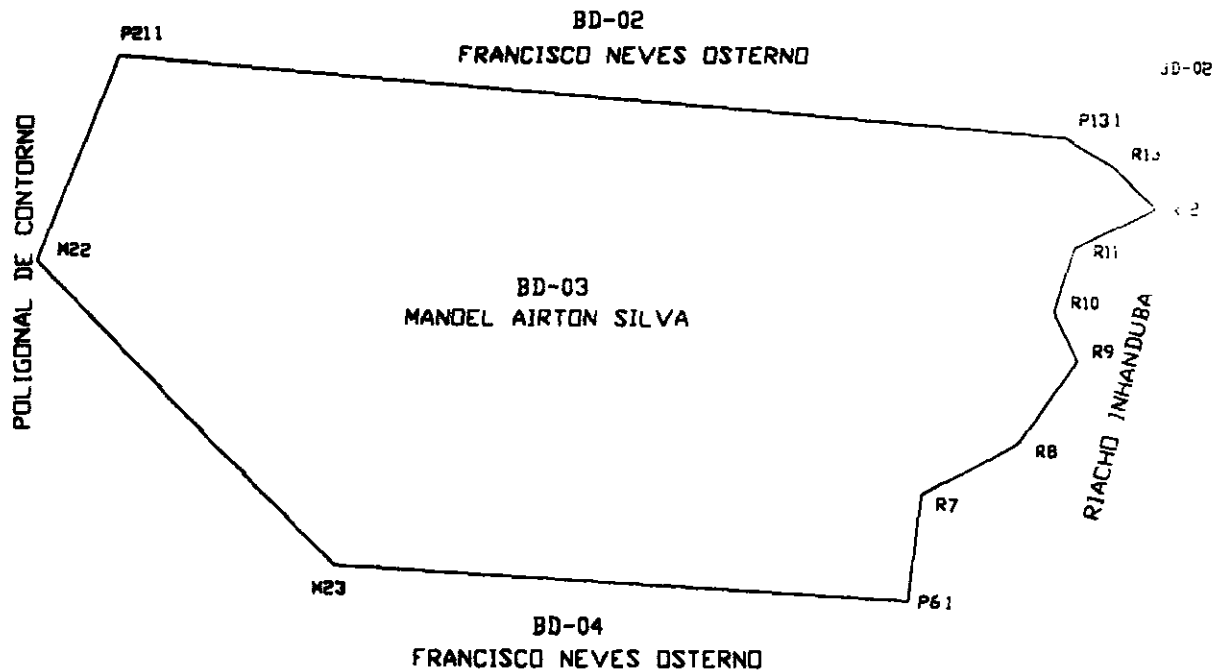 BD-02
P211
FRANCISCO NEVES OSTERNO
P131
POLIGONAL DE CONTORNO
M22
R11
BD-03
MANOEL AIRTON SILVA
R10
R9
RIACHO INHANDUBA
R8
R7
M23
P61
BD-04
FRANCISCO NEVES OSTERNO